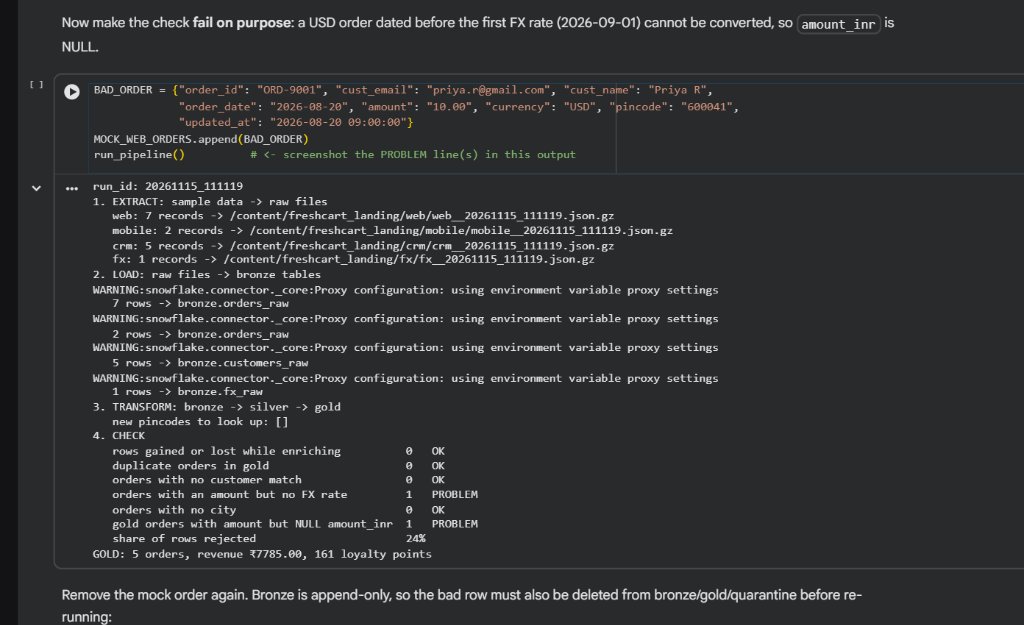 Now make the check fail on purpose: a USD order dated before the first FX rate (2026-09-01) cannot be converted, so amount_inr is
NULL.
[ ]
BAD_ORDER = {"order_id": "ORD-9001", "cust_email": "priya.r@gmail.com", "cust_name": "Priya R",
"order_date": "2026-08-20", "amount": "10.00", "currency": "USD", "pincode": "600041",
"updated_at": "2026-08-20 09:00:00"}
MOCK_WEB_ORDERS.append(BAD_ORDER)
run_pipeline() # <- screenshot the PROBLEM line(s) in this output
run_id: 20261115_111119
1. EXTRACT: sample data -> raw files
web: 7 records -> /content/freshcart_landing/web/web__20261115_111119.json.gz
mobile: 2 records -> /content/freshcart_landing/mobile/mobile__20261115_111119.json.gz
crm: 5 records -> /content/freshcart_landing/crm/crm__20261115_111119.json.gz
fx: 1 records -> /content/freshcart_landing/fx/fx__20261115_111119.json.gz
2. LOAD: raw files -> bronze tables
WARNING:snowflake.connector._core:Proxy configuration: using environment variable proxy settings
7 rows -> bronze.orders_raw
WARNING:snowflake.connector._core:Proxy configuration: using environment variable proxy settings
2 rows -> bronze.orders_raw
WARNING:snowflake.connector._core:Proxy configuration: using environment variable proxy settings
5 rows -> bronze.customers_raw
WARNING:snowflake.connector._core:Proxy configuration: using environment variable proxy settings
1 rows -> bronze.fx_raw
3. TRANSFORM: bronze -> silver -> gold
new pincodes to look up: []
4. CHECK
rows gained or lost while enriching 0 OK
duplicate orders in gold 0 OK
orders with no customer match 0 OK
orders with an amount but no FX rate 1 PROBLEM
orders with no city 0 OK
gold orders with amount but NULL amount_inr 1 PROBLEM
share of rows rejected 24%
GOLD: 5 orders, revenue ₹7785.00, 161 loyalty points
Remove the mock order again. Bronze is append-only, so the bad row must also be deleted from bronze/gold/quarantine before re-
running: